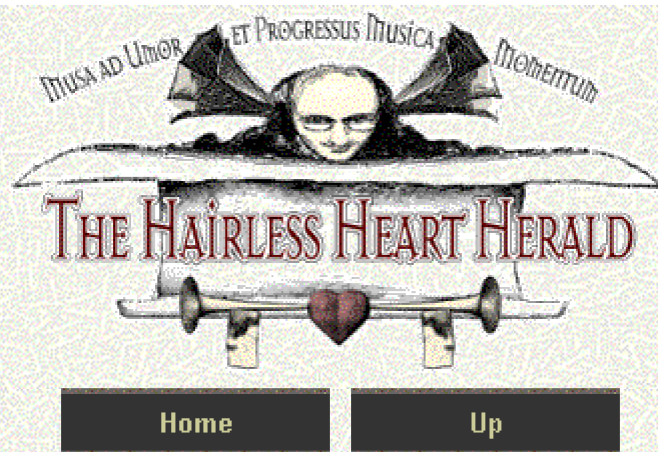 Musa ad Umor et Progressus Musica Momentum
The Hairless Heart Herald
Home Up